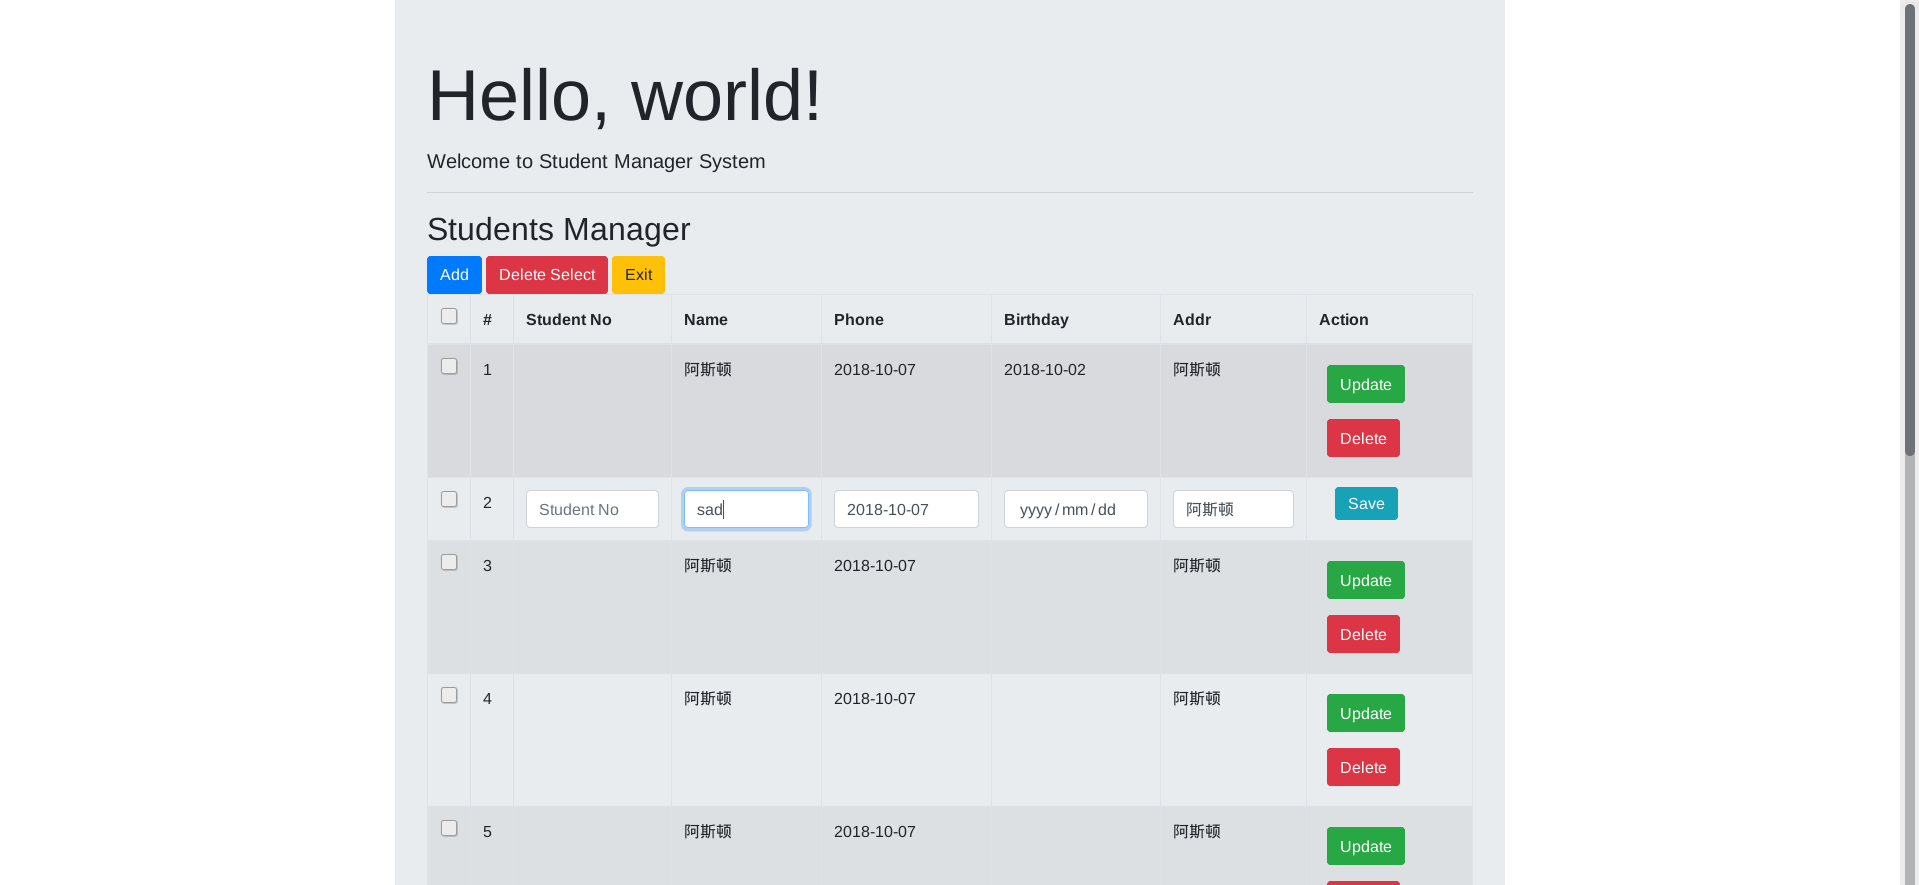 Hello, world!
Welcome to Student Manager System
Students Manager
Add Delete Select Exit
# Student No Name Phone Birthday Addr Action
1 阿斯顿 2018-10-07 2018-10-02 阿斯顿 Update
Delete
2 Student No sad 2018-10-07 yyyy/mm/dd 阿斯顿 Save
3 阿斯顿 2018-10-07 阿斯顿 Update
Delete
4 阿斯顿 2018-10-07 阿斯顿 Update
Delete
5 阿斯顿 2018-10-07 阿斯顿 Update